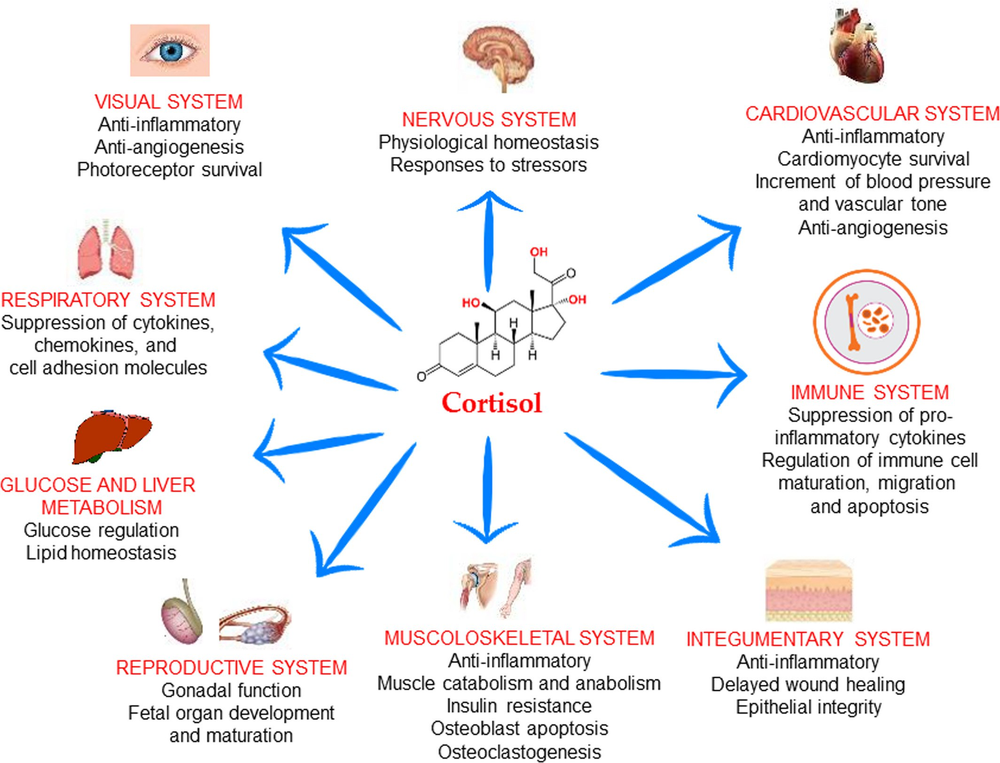 VISUAL SYSTEM
Anti-inflammatory
Anti-angiogenesis
Photoreceptor survival
NERVOUS SYSTEM
Physiological homeostasis
Responses to stressors
CARDIOVASCULAR SYSTEM
Anti-inflammatory
Cardiomyocyte survival
Increment of blood pressure
and vascular tone
Anti-angiogenesis
RESPIRATORY SYSTEM
Suppression of cytokines,
chemokines, and
cell adhesion molecules
OH
O
HO
OH
H
H
H
O
Cortisol
IMMUNE SYSTEM
Suppression of pro-
inflammatory cytokines
Regulation of immune cell
maturation, migration
and apoptosis
GLUCOSE AND LIVER
METABOLISM
Glucose regulation
Lipid homeostasis
REPRODUCTIVE SYSTEM
Gonadal function
Fetal organ development
and maturation
MUSCOLOSKELETAL SYSTEM
Anti-inflammatory
Muscle catabolism and anabolism
Insulin resistance
Osteoblast apoptosis
Osteoclastogenesis
INTEGUMENTARY SYSTEM
Anti-inflammatory
Delayed wound healing
Epithelial integrity